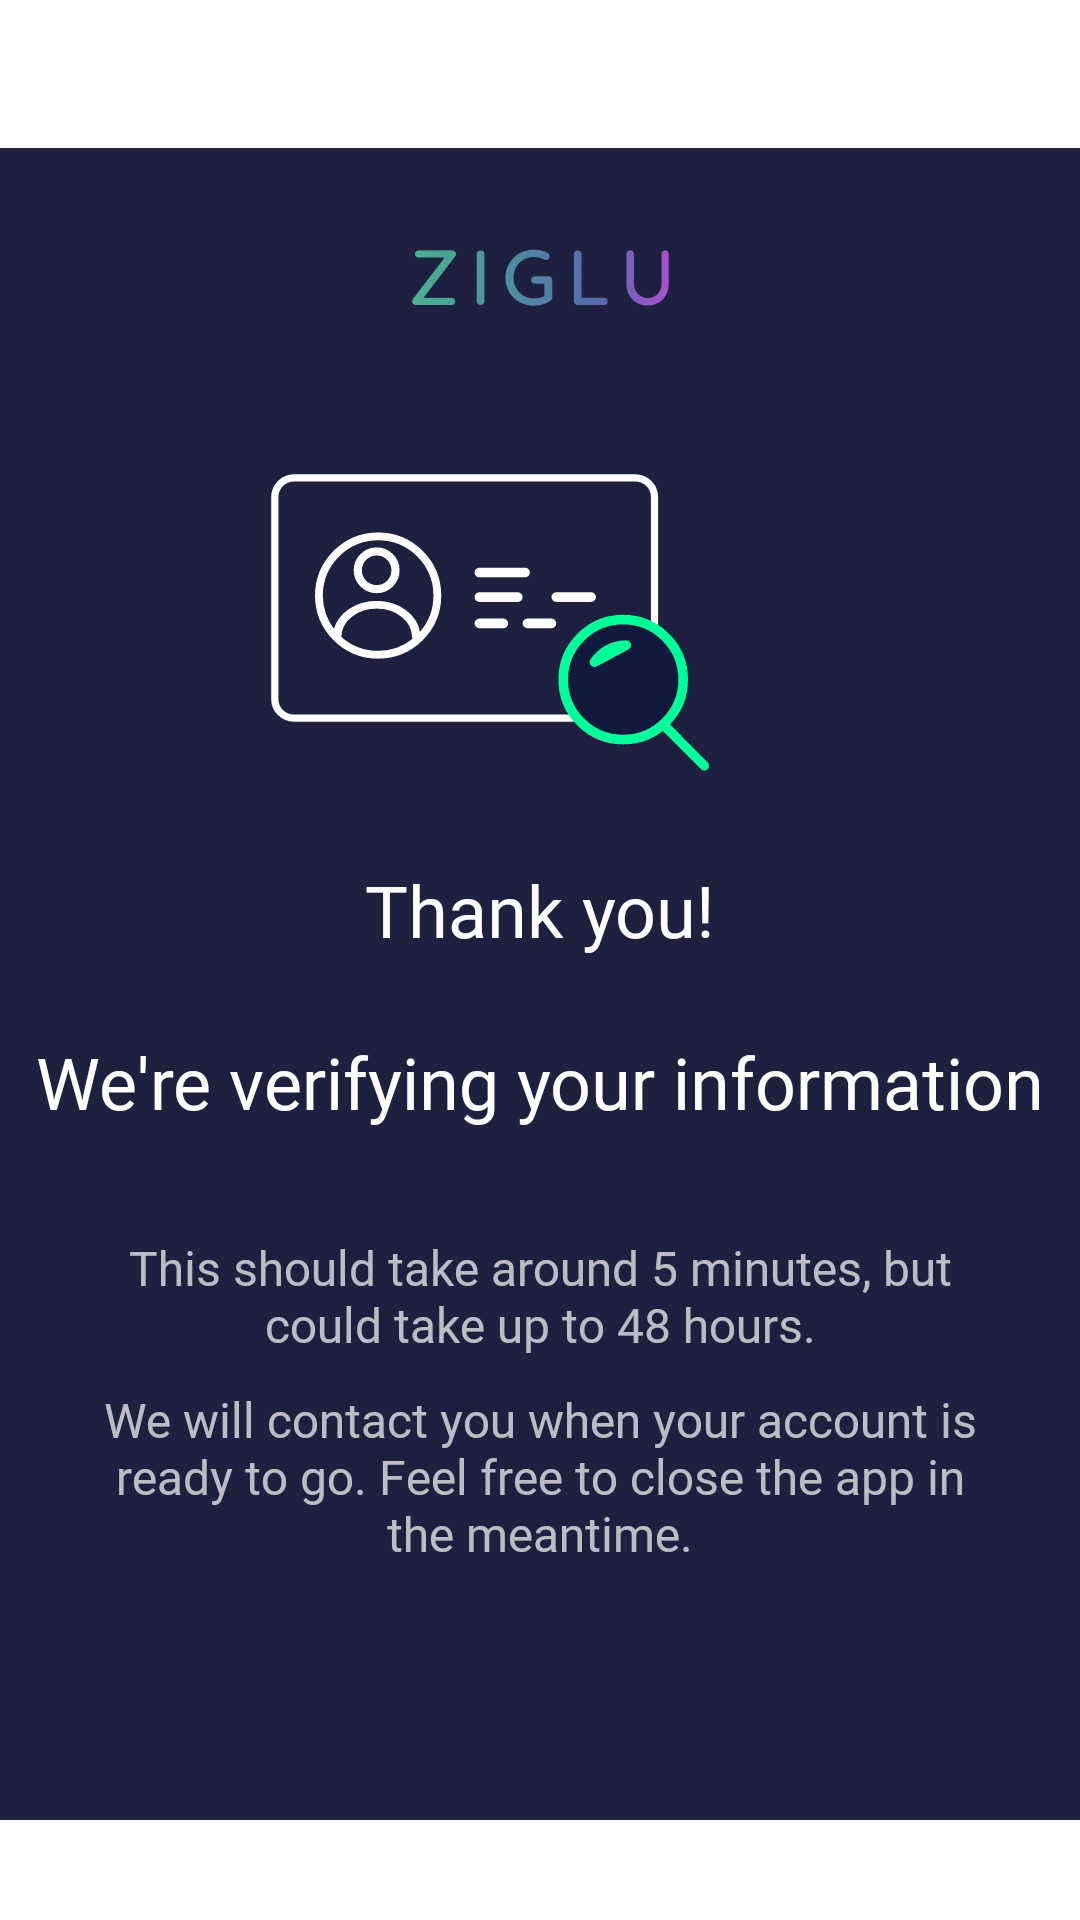 ZIGLU
Thank you!
We're verifying your information
This should take around 5 minutes, but
could take up to 48 hours.
We will contact you when your account is
ready to go. Feel free to close the app in
the meantime.